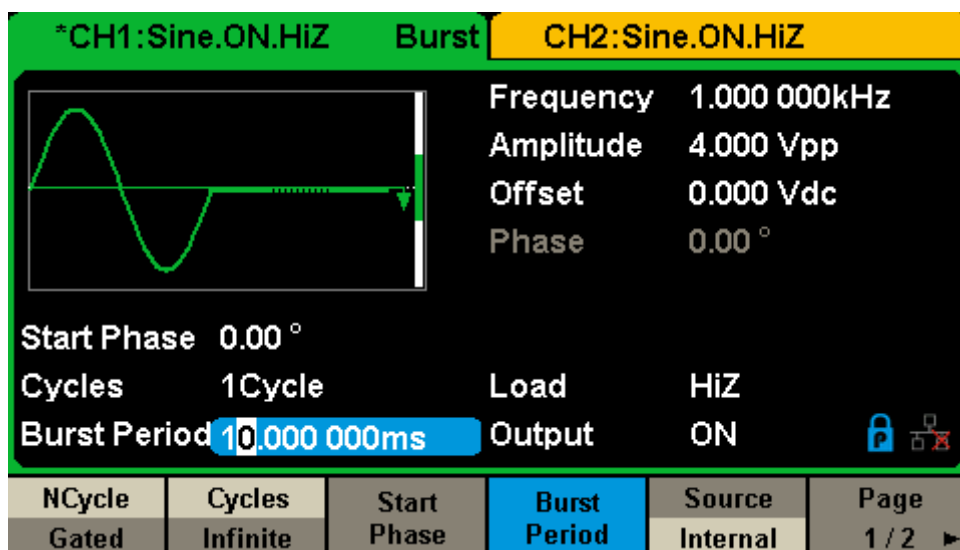 *CH1:Sine.ON.HiZ Burst CH2:Sine.ON.HiZ
Frequency 1.000 000kHz
Amplitude 4.000 Vpp
Offset 0.000 Vdc
Phase 0.00 °
Start Phase 0.00 °
Cycles 1Cycle Load HiZ
Burst Period 10.000 000ms Output ON P
NCycle Cycles Start Burst Source Page
Gated Infinite Phase Period Internal 1 / 2 ►